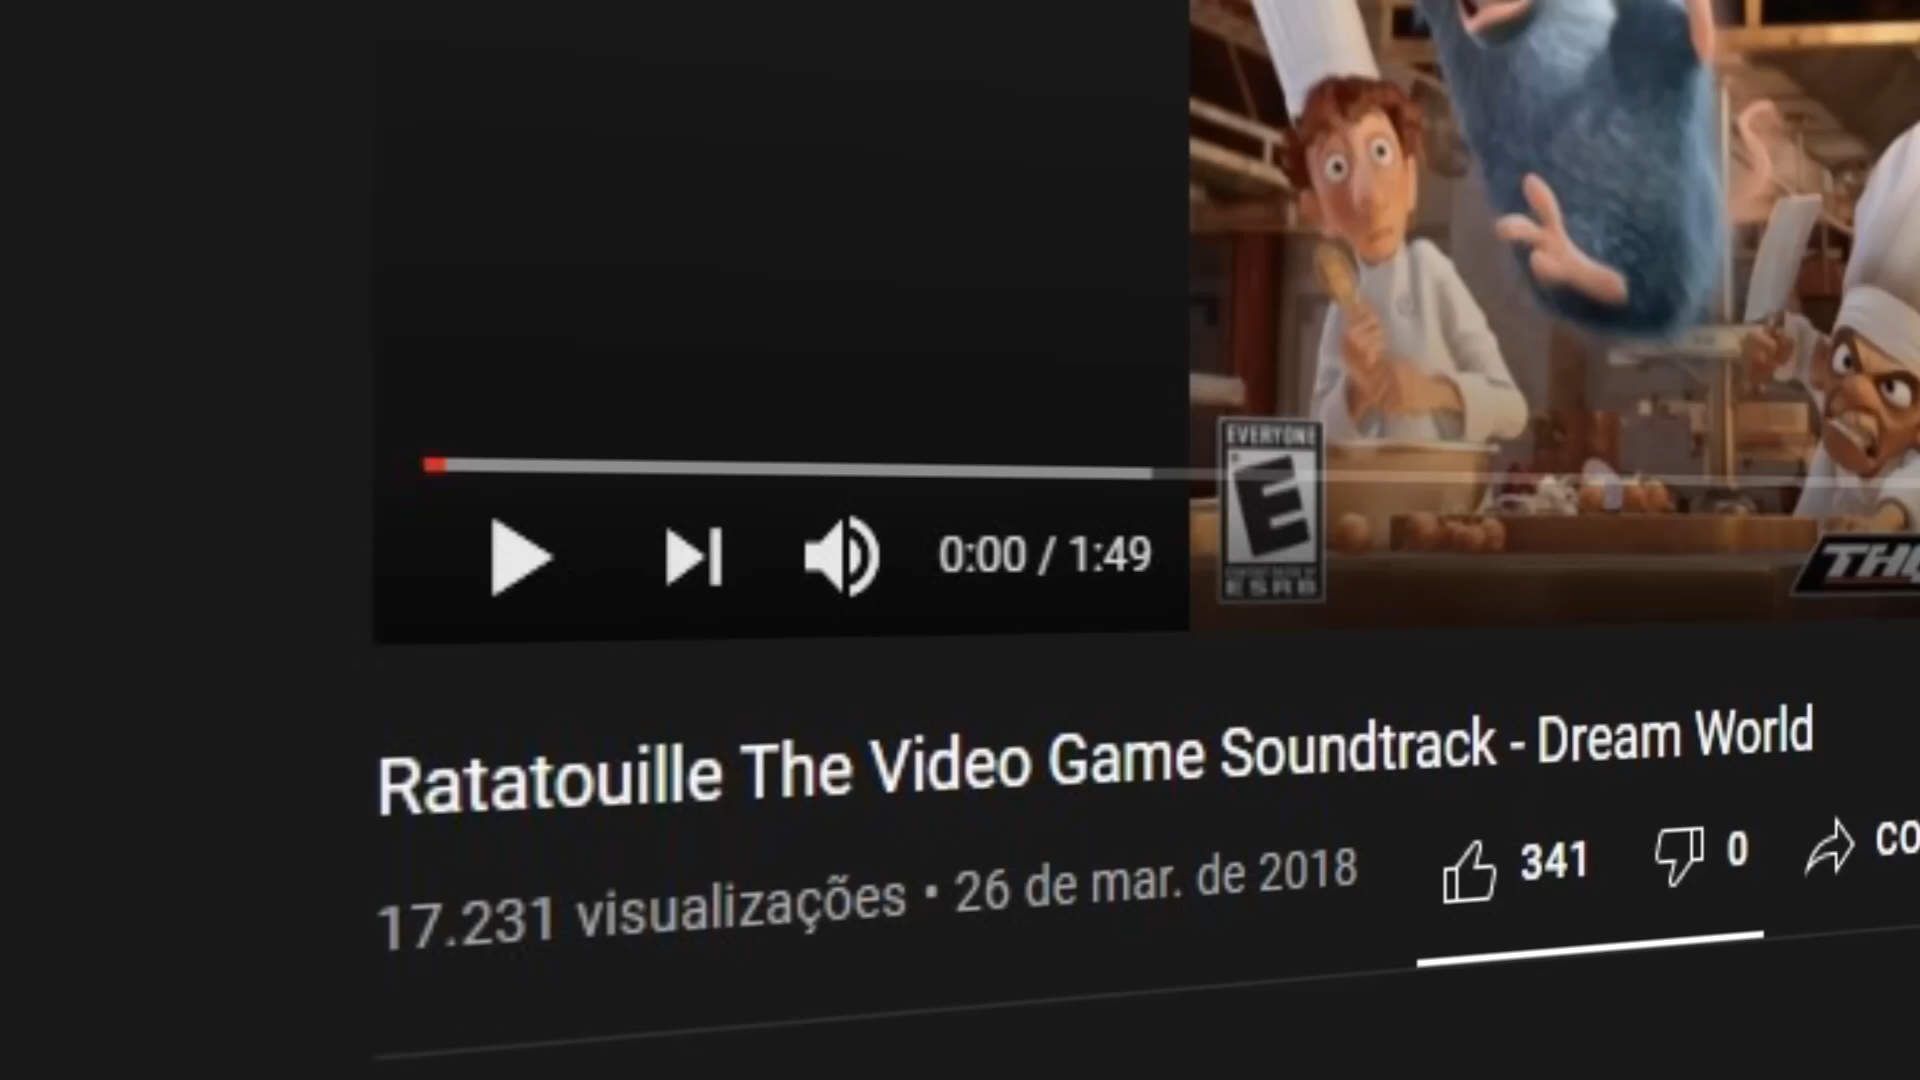 EVERYONE
E
ESRB
0:00 / 1:49
Ratatouille The Video Game Soundtrack - Dream World
17.231 visualizações • 26 de mar. de 2018
341
0